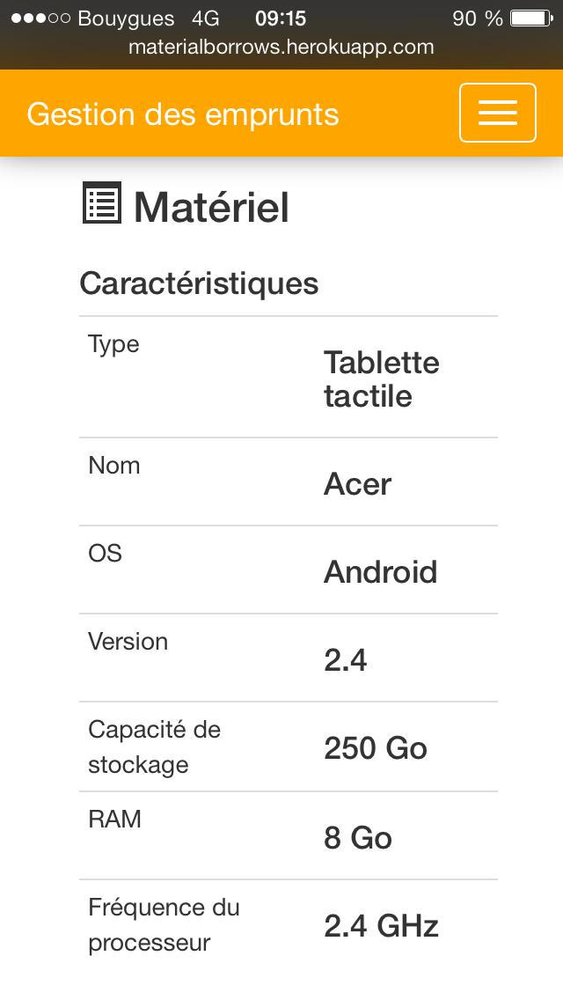 Bouygues 4G 09:15 90 %
materialborrows.herokuapp.com
Gestion des emprunts
Matériel
Caractéristiques
Type
Tablette
tactile
Nom
Acer
OS
Android
Version
2.4
Capacité de
stockage
250 Go
RAM
8 Go
Fréquence du
processeur
2.4 GHz